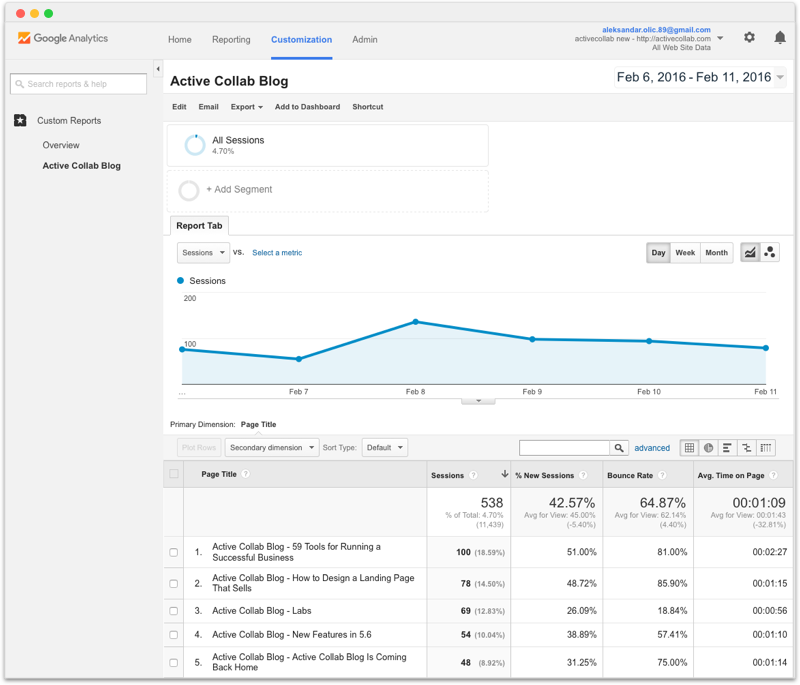 Google Analytics
Home
Reporting
Customization
Admin
aleksandar.olic.89@gmail.com
activecollab new - http://activecollab.com
All Web Site Data
Search reports & help
Custom Reports
Overview
Active Collab Blog
Active Collab Blog
Feb 6, 2016 - Feb 11, 2016
Edit
Email
Export
Add to Dashboard
Shortcut
All Sessions
4.70%
+ Add Segment
Report Tab
Sessions
vs.
Select a metric
Day
Week
Month
Sessions
200
100
...
Feb 7
Feb 8
Feb 9
Feb 10
Feb 11
Primary Dimension: Page Title
Plot Rows
Secondary dimension
Sort Type:
Default
advanced
Page Title ?
Sessions ?
% New Sessions ?
Bounce Rate ?
Avg. Time on Page ?
538
% of Total: 4.70%
(11,439)
42.57%
Avg for View: 45.00%
(-5.40%)
64.87%
Avg for View: 62.14%
(4.40%)
00:01:09
Avg for View: 00:01:43
(-32.81%)
1. Active Collab Blog - 59 Tools for Running a
Successful Business
100 (18.59%)
51.00%
81.00%
00:02:27
2. Active Collab Blog - How to Design a Landing Page
That Sells
78 (14.50%)
48.72%
85.90%
00:01:15
3. Active Collab Blog - Labs
69 (12.83%)
26.09%
18.84%
00:00:56
4. Active Collab Blog - New Features in 5.6
54 (10.04%)
38.89%
57.41%
00:01:10
5. Active Collab Blog - Active Collab Blog Is Coming
Back Home
48 (8.92%)
31.25%
75.00%
00:01:14